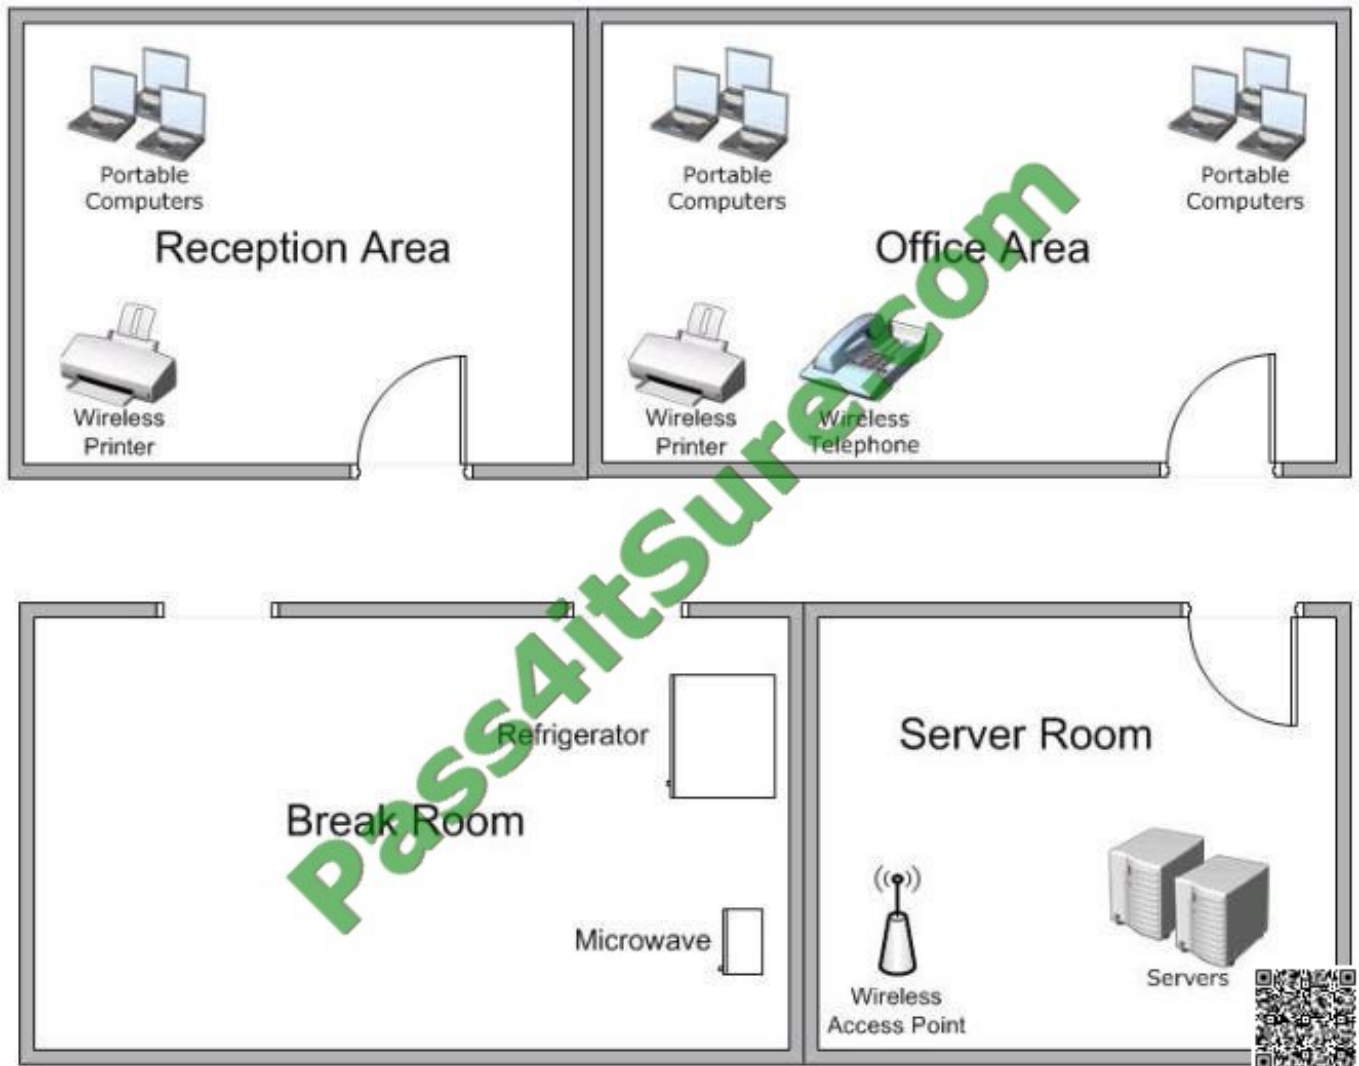 Portable
Computers
Portable
Computers
Portable
Computers
Reception Area
Office Area
Wireless
Printer
Wireless
Printer
Wireless
Telephone
Pass4itSure.com
Refrigerator
Server Room
Break Room
Microwave
Servers
Wireless
Access Point